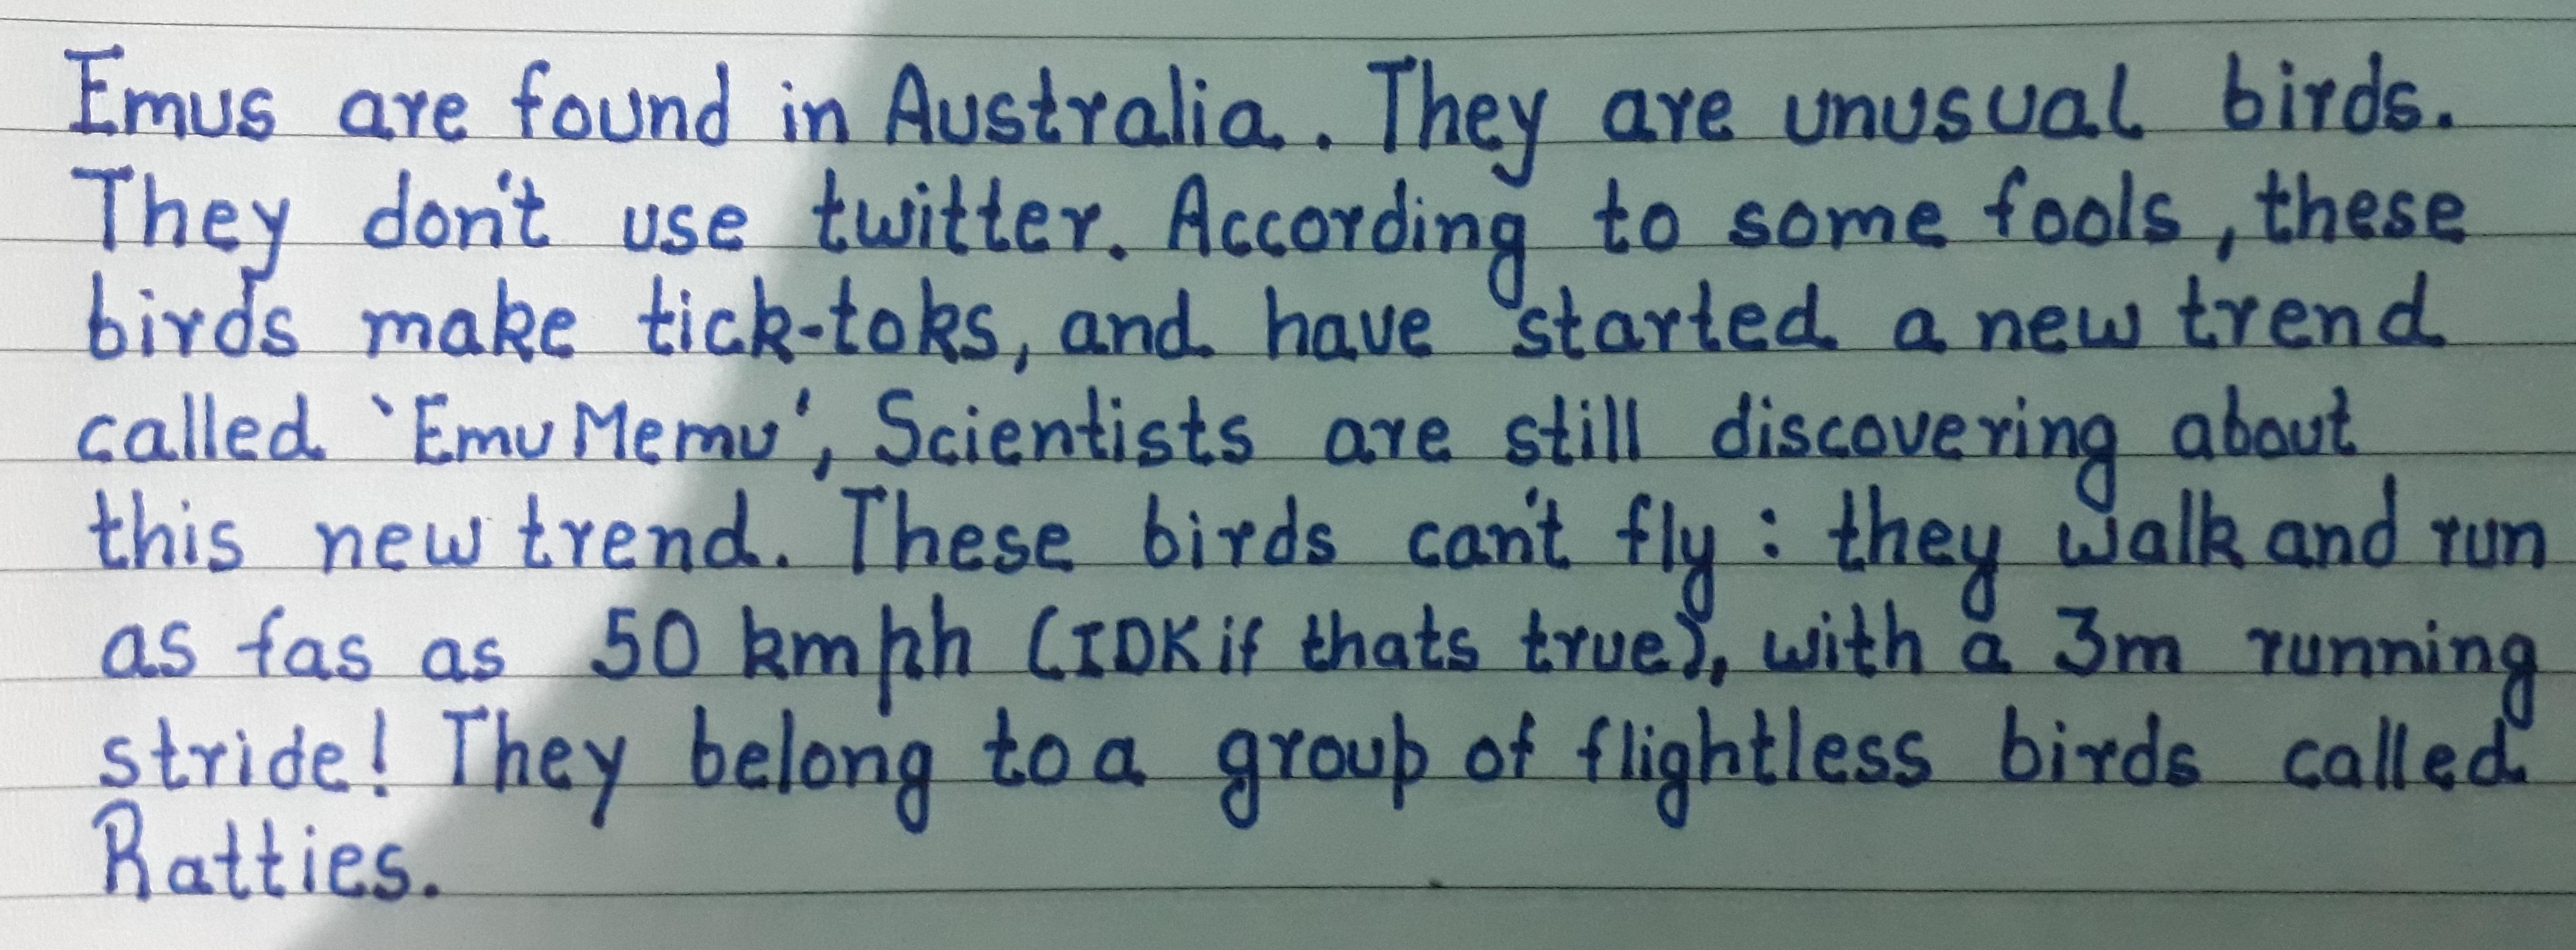 Emus are found in Australia. They are unusual birds.
They don't use twitter. According to some fools, these
birds make tick-toks, and have started a new trend
called 'Emu Memu', Scientists are still discovering about
this new trend. These birds can't fly : they walk and run
as fas as 50 kmph (IDK if thats true), with a 3m running
stride! They belong to a group of flightless birds called
Ratties.